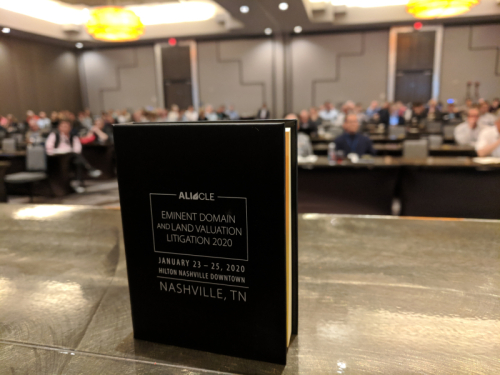 ALI CLE
EMINENT DOMAIN
AND LAND VALUATION
LITIGATION 2020
JANUARY 23 – 25, 2020
HILTON NASHVILLE DOWNTOWN
NASHVILLE, TN